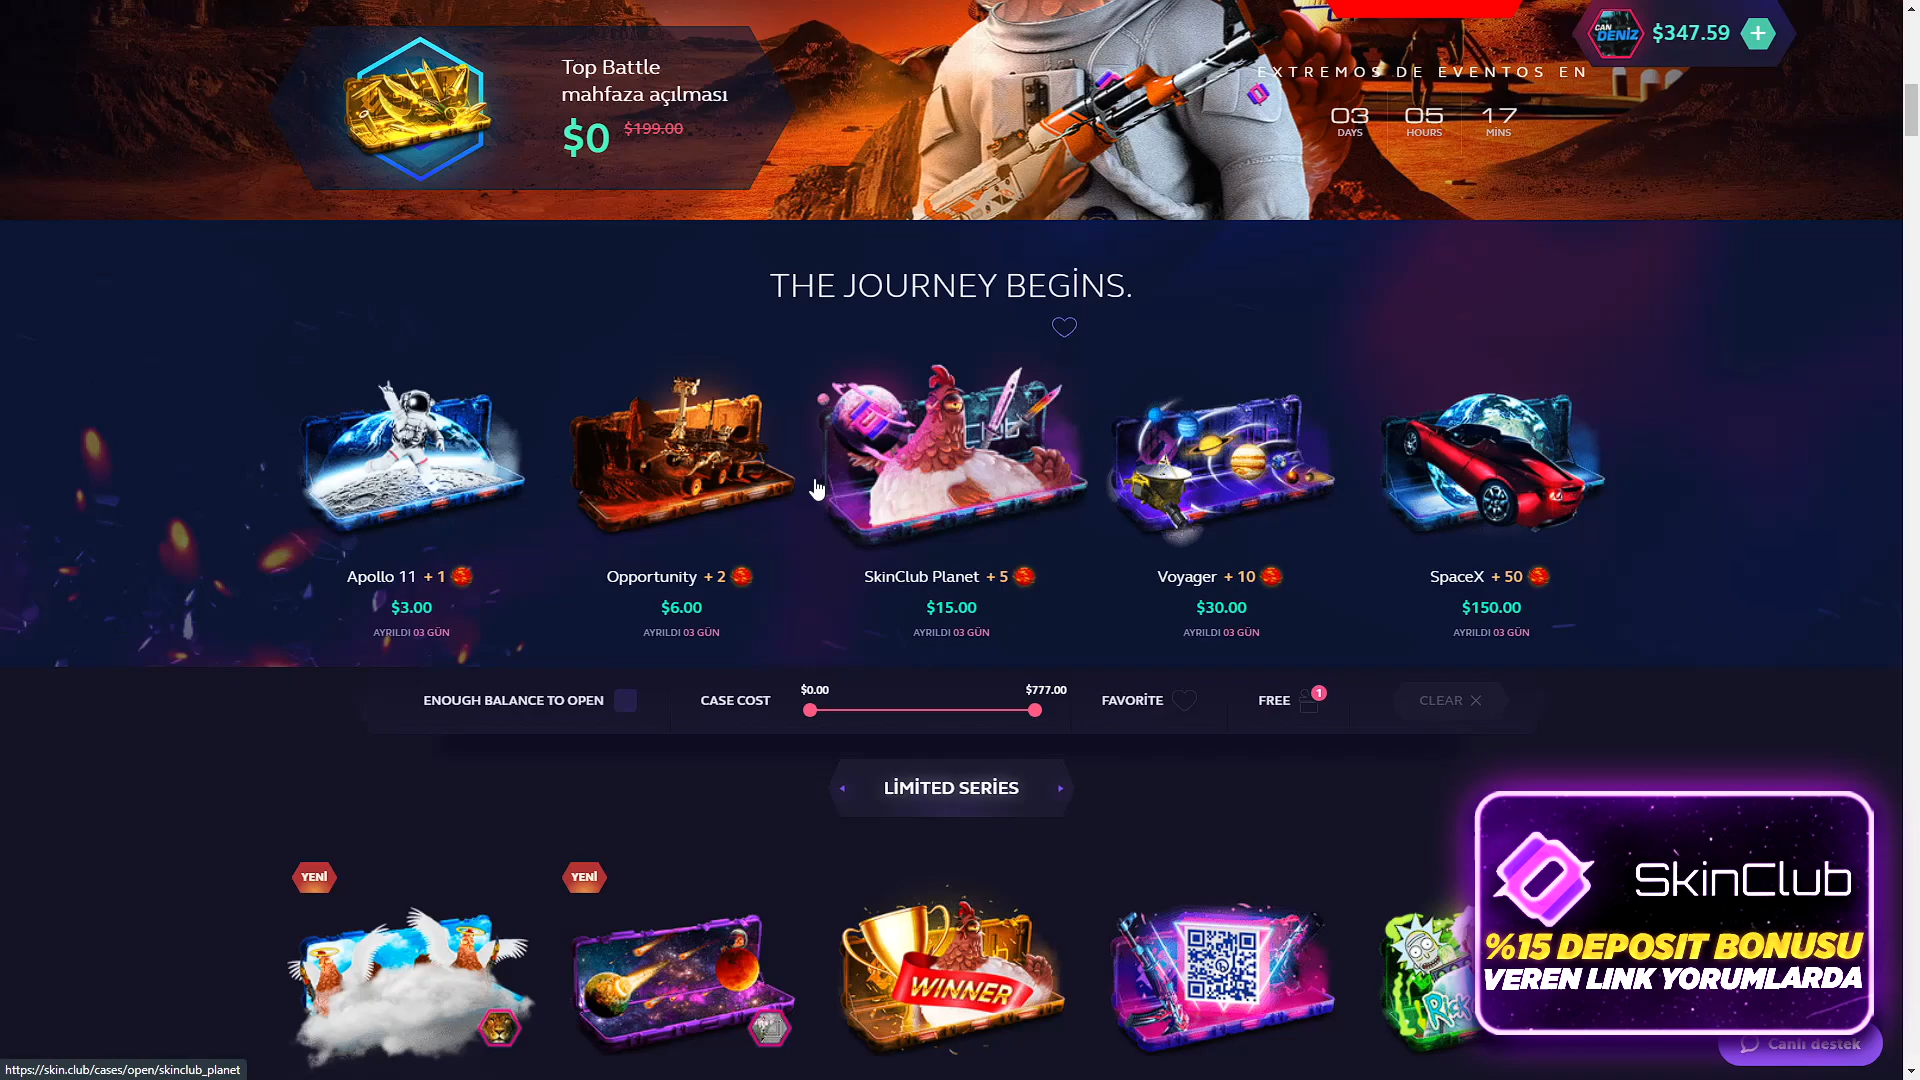 Top Battle
mahfaza açılması
$0 $199.00
CAN
DENİZ
$347.59 +
EXTREMOS DE EVENTOS EN
03 05 17
DAYS HOURS MINS
THE JOURNEY BEGİNS.
Apollo 11 + 1
$3.00
AYRILDI 03 GÜN
Opportunity + 2
$6.00
AYRILDI 03 GÜN
SkinClub Planet + 5
$15.00
AYRILDI 03 GÜN
Voyager + 10
$30.00
AYRILDI 03 GÜN
SpaceX + 50
$150.00
AYRILDI 03 GÜN
ENOUGH BALANCE TO OPEN
CASE COST
$0.00 $777.00
FAVORİTE
FREE 1
CLEAR
LİMİTED SERİES
YENİ
YENİ
WINNER
RICK
SkinClub
%15 DEPOSIT BONUSU
VEREN LINK YORUMLARDA
Canlı destek
https://skin.club/cases/open/skinclub_planet